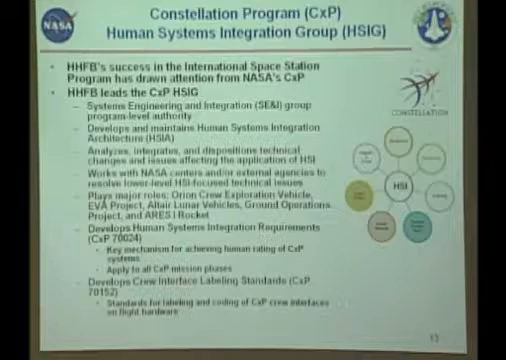 NASA
Constellation Program (CxP)
Human Systems Integration Group (HSIG)
• HHFB's success in the International Space Station
Program has drawn attention from NASA's CxP
• HHFB leads the CxP HSIG
– Systems Engineering and Integration (SE&I) group
program-level authority
– Develops and maintains Human Systems Integration
Architecture (HSIA)
– Analyzes, integrates, and dispositions technical
changes and issues affecting the application of HSI
– Works with NASA centers and/or external agencies to
resolve lower-level HSI-focused technical issues
– Plays major roles: Orion Crew Exploration Vehicle,
EVA Project, Altair Lunar Vehicles, Ground Operations
Project, and ARES I Rocket
– Develops Human Systems Integration Requirements
(CxP 70024)
• Key mechanism for achieving human rating of CxP
systems
• Apply to all CxP mission phases
– Develops Crew Interface Labeling Standards (CxP
70152)
• Standards for labeling and coding of CxP crew interfaces
on flight hardware
CONSTELLATION
HSI
13